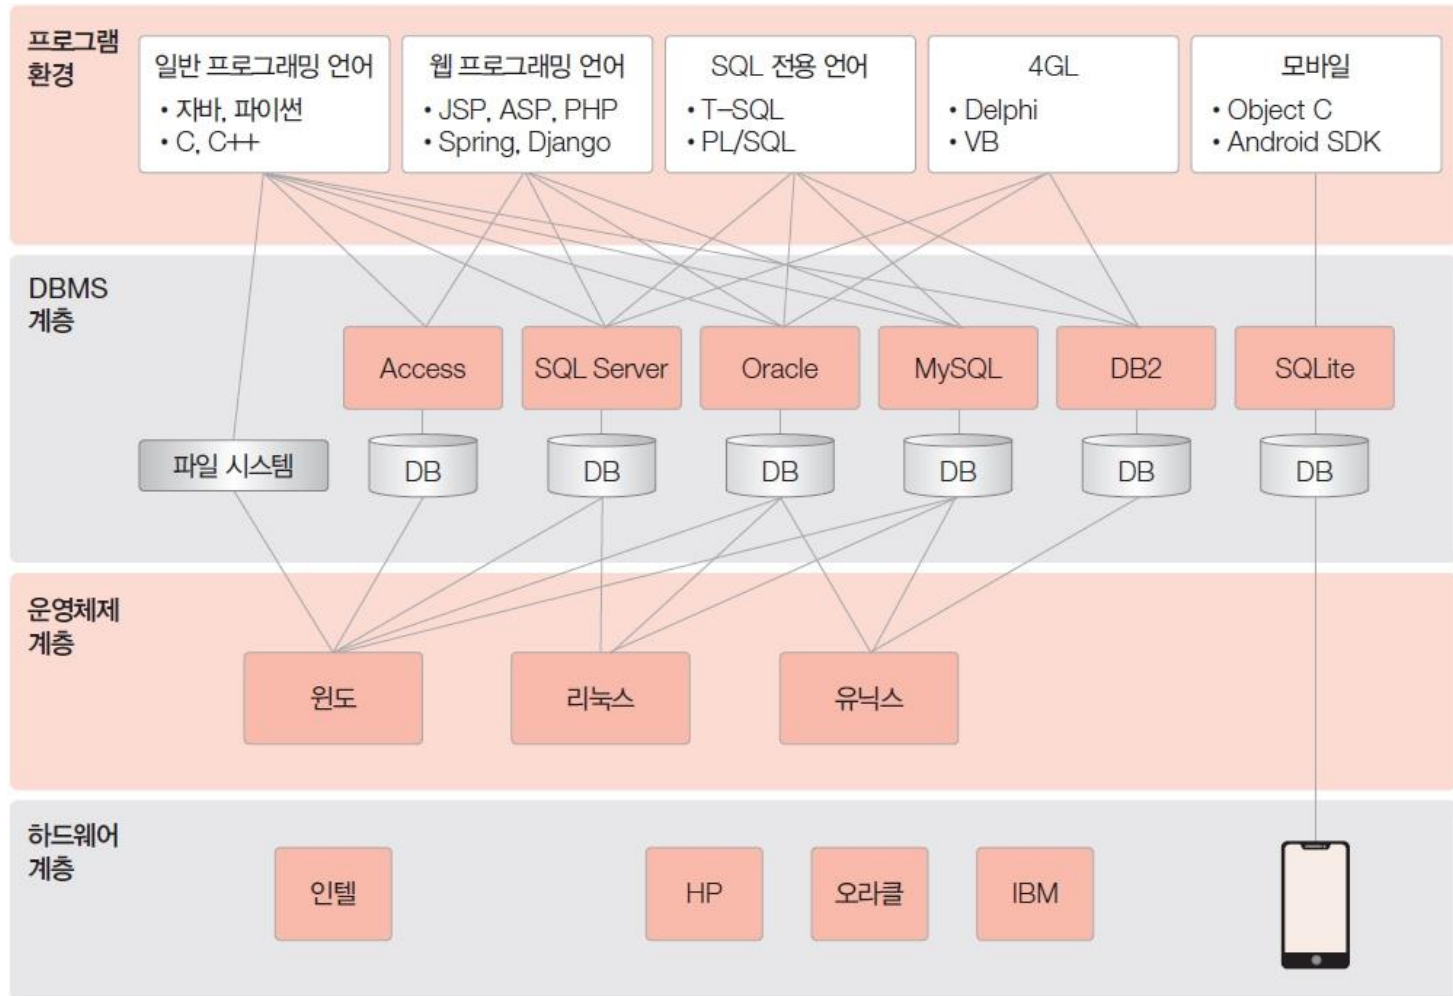 프로그램
환경
일반 프로그래밍 언어
• 자바, 파이썬
• C, C++
웹 프로그래밍 언어
• JSP, ASP, PHP
• Spring, Django
SQL 전용 언어
• T-SQL
• PL/SQL
4GL
• Delphi
• VB
모바일
• Object C
• Android SDK
DBMS
계층
Access
SQL Server
Oracle
MySQL
DB2
SQLite
파일 시스템
DB
DB
DB
DB
DB
DB
운영체제
계층
윈도
리눅스
유닉스
하드웨어
계층
인텔
HP
오라클
IBM